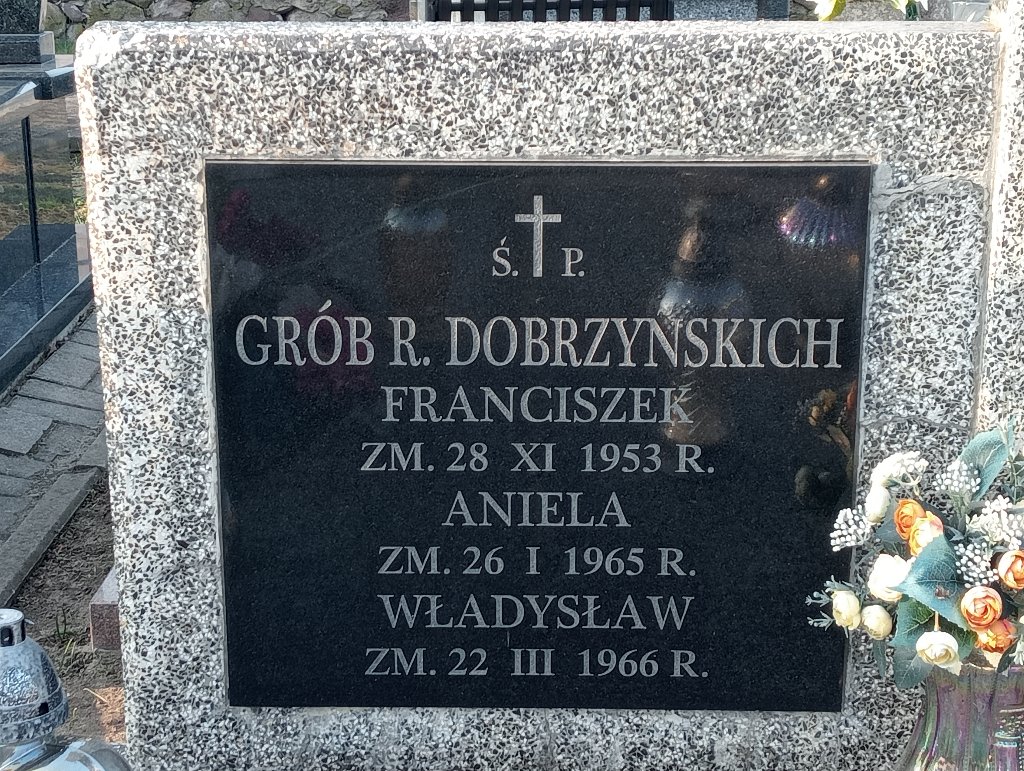 Ś. P.
GRÓB R. DOBRZYNSKICH
FRANCISZEK
ZM. 28 XI 1953 R.
ANIELA
ZM. 26 I 1965 R.
WŁADYSŁAW
ZM. 22 III 1966 R.